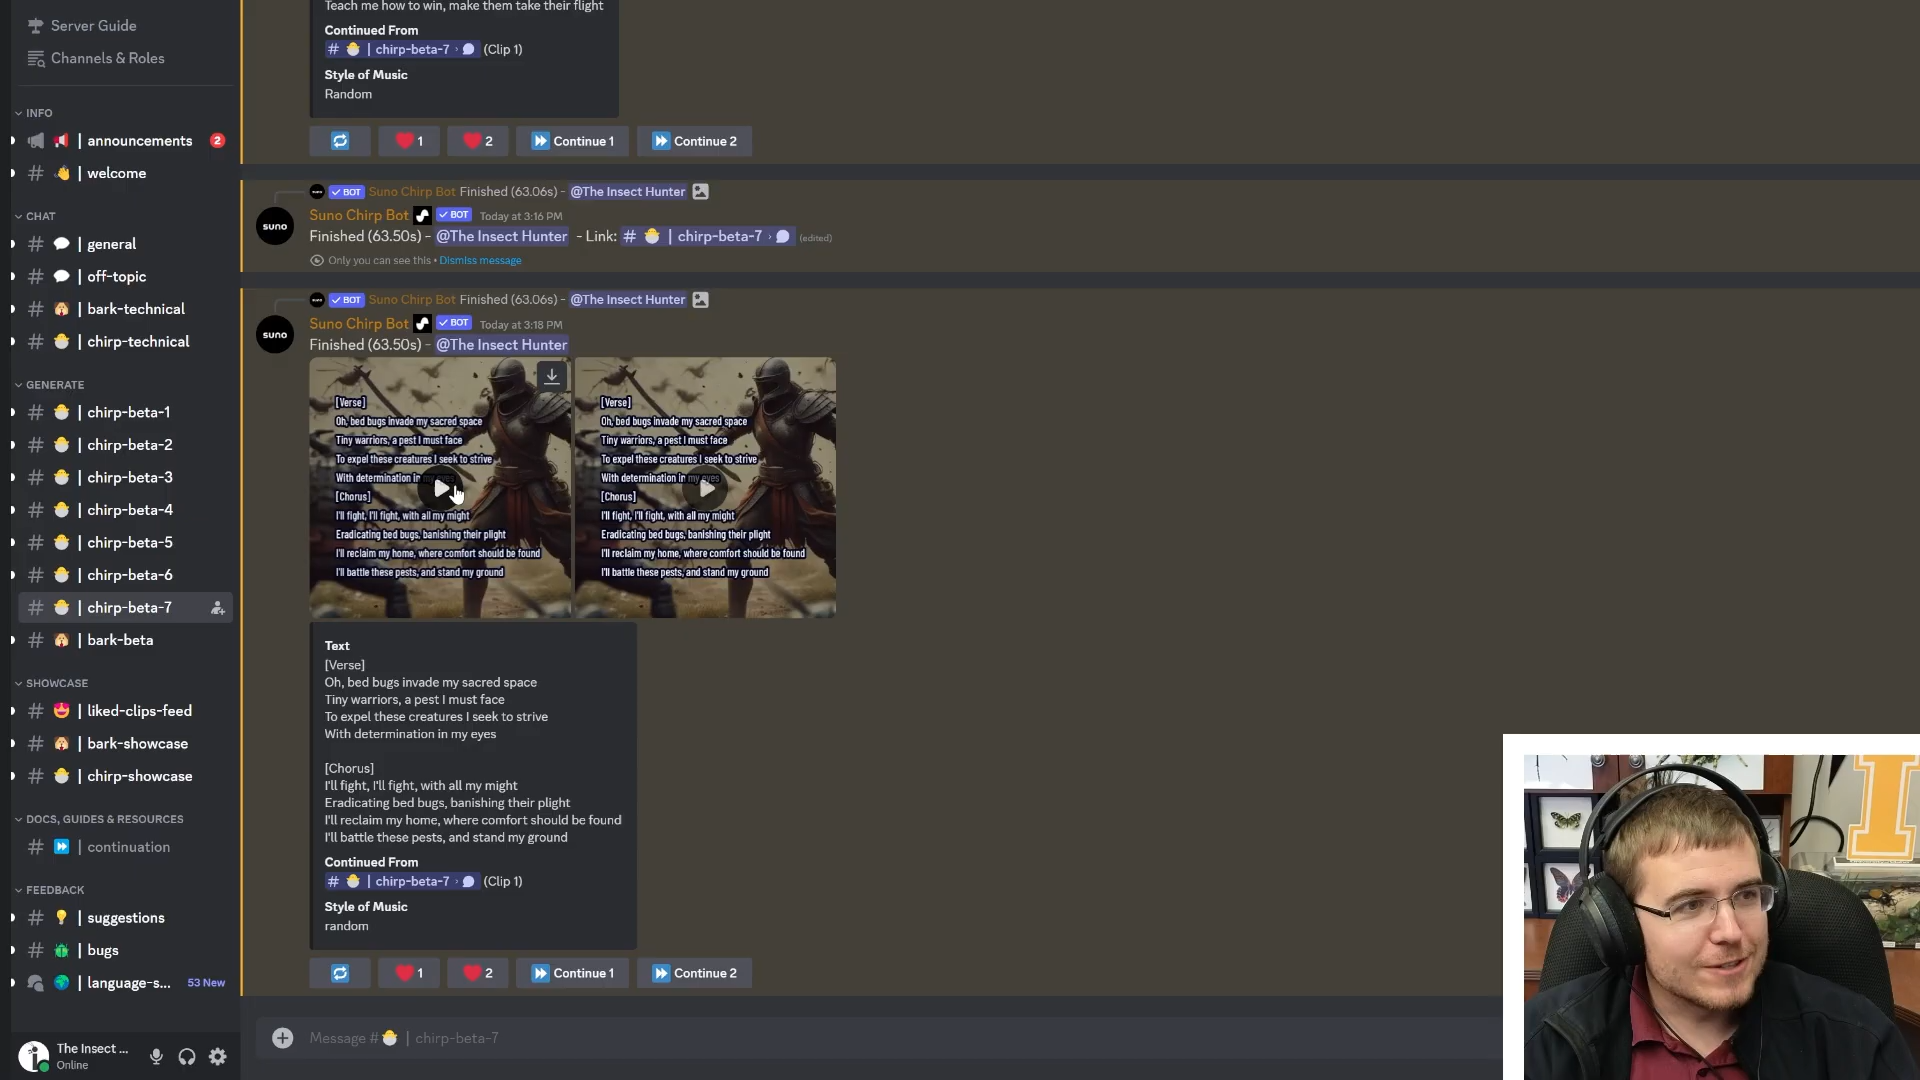 Server Guide
Channels & Roles
INFO
# | announcements 2
# | welcome
CHAT
# | general
# | off-topic
# | bark-technical
# | chirp-technical
GENERATE
# | chirp-beta-1
# | chirp-beta-2
# | chirp-beta-3
# | chirp-beta-4
# | chirp-beta-5
# | chirp-beta-6
# | chirp-beta-7
# | bark-beta
SHOWCASE
# | liked-clips-feed
# | bark-showcase
# | chirp-showcase
DOCS, GUIDES & RESOURCES
# | continuation
FEEDBACK
# | suggestions
# | bugs
| language-s... 53 New
The Insect ...
Online
Teach me how to win, make them take their flight
Continued From
# | chirp-beta-7 › (Clip 1)
Style of Music
Random
1
2
Continue 1
Continue 2
suno BOT Suno Chirp Bot Finished (63.06s) - @The Insect Hunter
suno
Suno Chirp Bot BOT Today at 3:16 PM
Finished (63.50s) - @The Insect Hunter - Link: # | chirp-beta-7 › (edited)
Only you can see this • Dismiss message
suno BOT Suno Chirp Bot Finished (63.06s) - @The Insect Hunter
suno
Suno Chirp Bot BOT Today at 3:18 PM
Finished (63.50s) - @The Insect Hunter
[Verse]
Oh, bed bugs invade my sacred space
Tiny warriors, a pest I must face
To expel these creatures I seek to strive
With determination in my eyes
[Chorus]
I'll fight, I'll fight, with all my might
Eradicating bed bugs, banishing their plight
I'll reclaim my home, where comfort should be found
I'll battle these pests, and stand my ground
[Verse]
Oh, bed bugs invade my sacred space
Tiny warriors, a pest I must face
To expel these creatures I seek to strive
With determination in my eyes
[Chorus]
I'll fight, I'll fight, with all my might
Eradicating bed bugs, banishing their plight
I'll reclaim my home, where comfort should be found
I'll battle these pests, and stand my ground
Text
[Verse]
Oh, bed bugs invade my sacred space
Tiny warriors, a pest I must face
To expel these creatures I seek to strive
With determination in my eyes
[Chorus]
I'll fight, I'll fight, with all my might
Eradicating bed bugs, banishing their plight
I'll reclaim my home, where comfort should be found
I'll battle these pests, and stand my ground
Continued From
# | chirp-beta-7 › (Clip 1)
Style of Music
random
1
2
Continue 1
Continue 2
Message # | chirp-beta-7
I